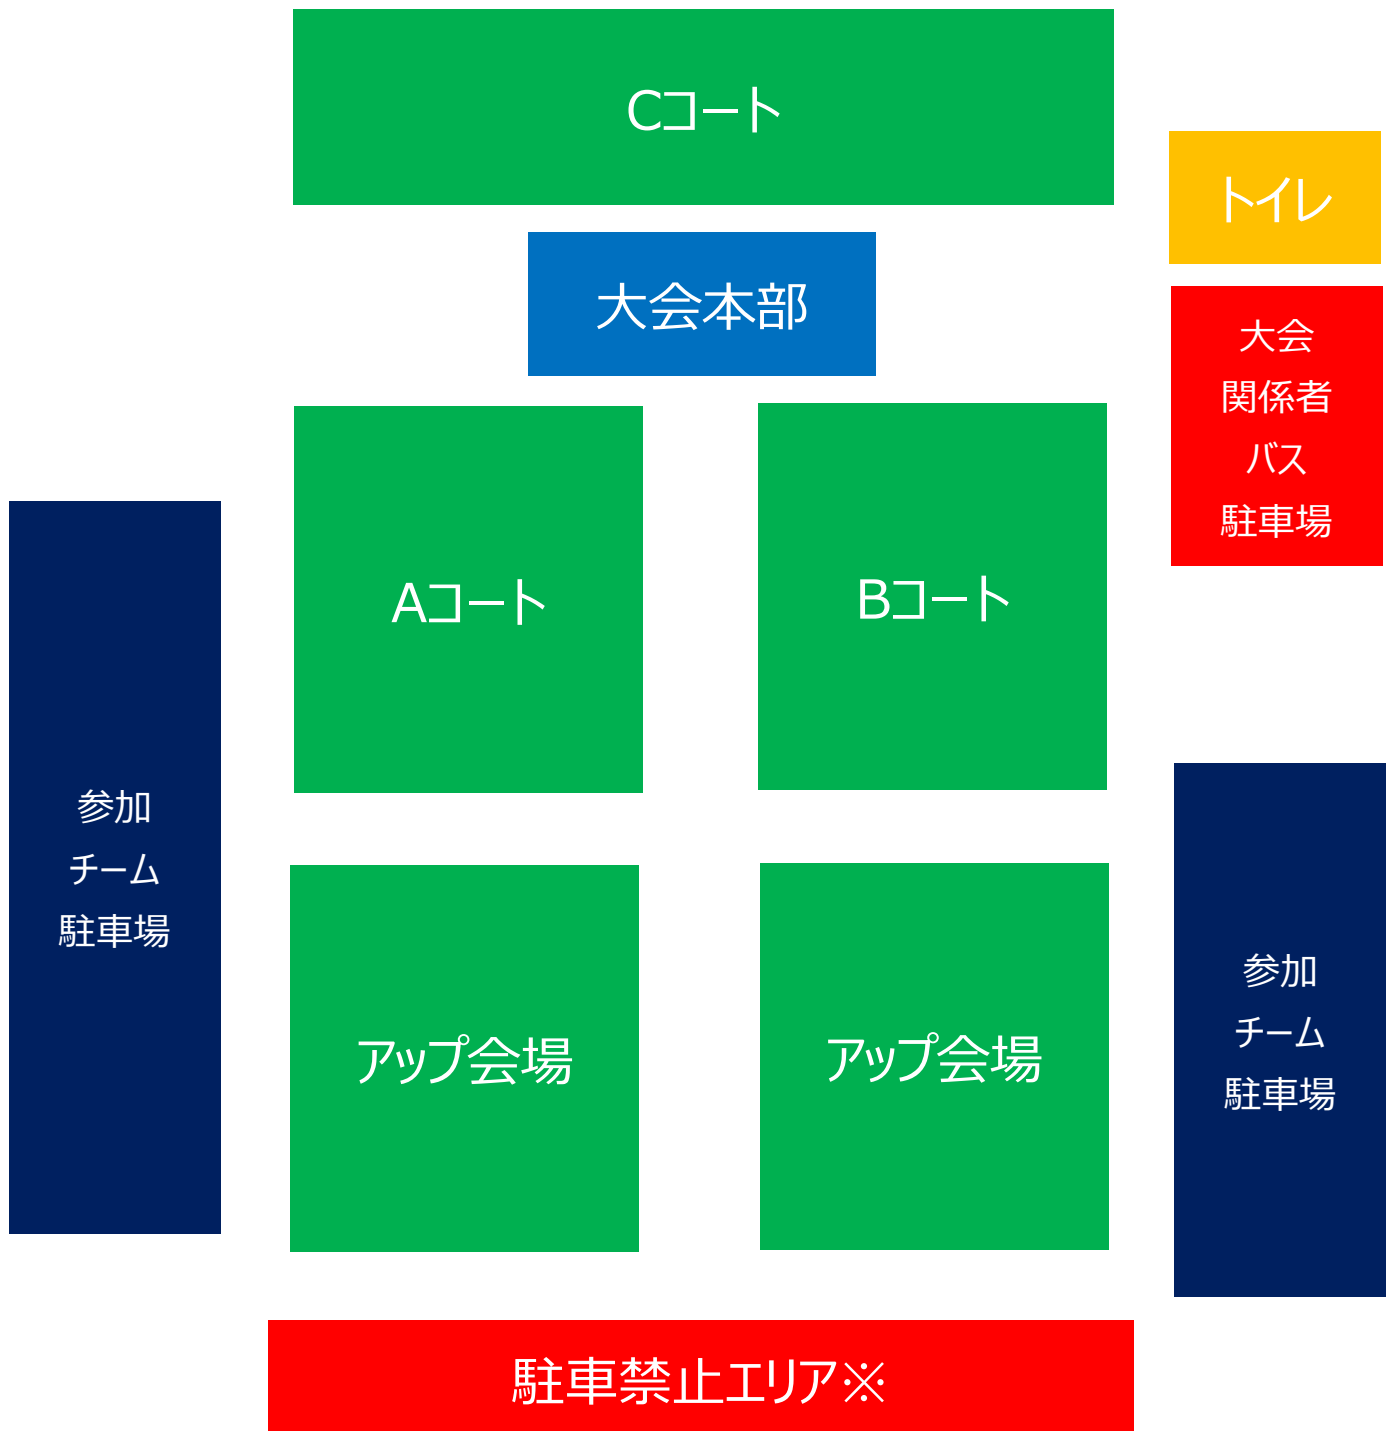 Cコート
トイレ
大会本部
大会
関係者
バス
駐車場
Aコート
Bコート
参加
チーム
駐車場
アップ会場
アップ会場
参加
チーム
駐車場
駐車禁止エリア※